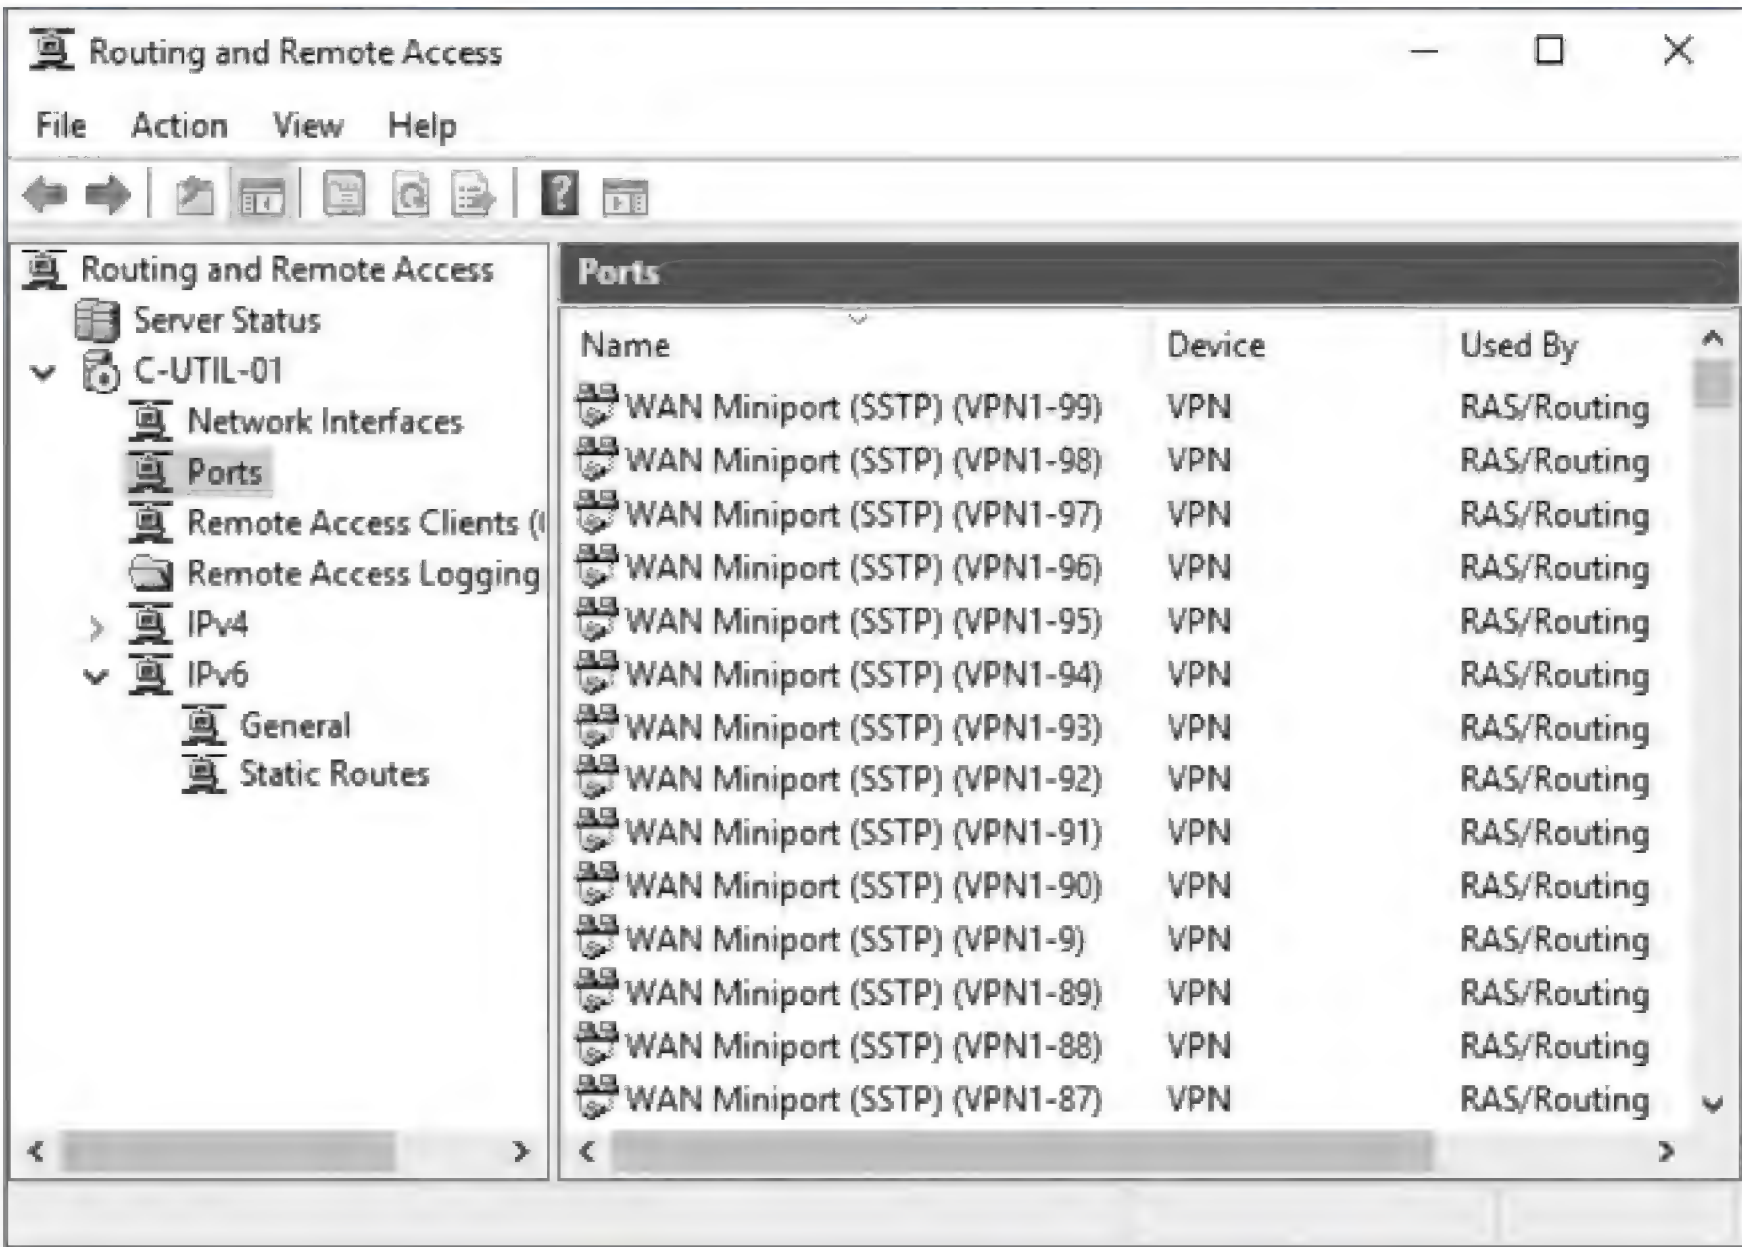 Routing and Remote Access
File Action View Help
Routing and Remote Access
Server Status
C-UTIL-01
Network Interfaces
Ports
Remote Access Clients (
Remote Access Logging
IPv4
IPv6
General
Static Routes
Ports
Name Device Used By
WAN Miniport (SSTP) (VPN1-99) VPN RAS/Routing
WAN Miniport (SSTP) (VPN1-98) VPN RAS/Routing
WAN Miniport (SSTP) (VPN1-97) VPN RAS/Routing
WAN Miniport (SSTP) (VPN1-96) VPN RAS/Routing
WAN Miniport (SSTP) (VPN1-95) VPN RAS/Routing
WAN Miniport (SSTP) (VPN1-94) VPN RAS/Routing
WAN Miniport (SSTP) (VPN1-93) VPN RAS/Routing
WAN Miniport (SSTP) (VPN1-92) VPN RAS/Routing
WAN Miniport (SSTP) (VPN1-91) VPN RAS/Routing
WAN Miniport (SSTP) (VPN1-90) VPN RAS/Routing
WAN Miniport (SSTP) (VPN1-9) VPN RAS/Routing
WAN Miniport (SSTP) (VPN1-89) VPN RAS/Routing
WAN Miniport (SSTP) (VPN1-88) VPN RAS/Routing
WAN Miniport (SSTP) (VPN1-87) VPN RAS/Routing